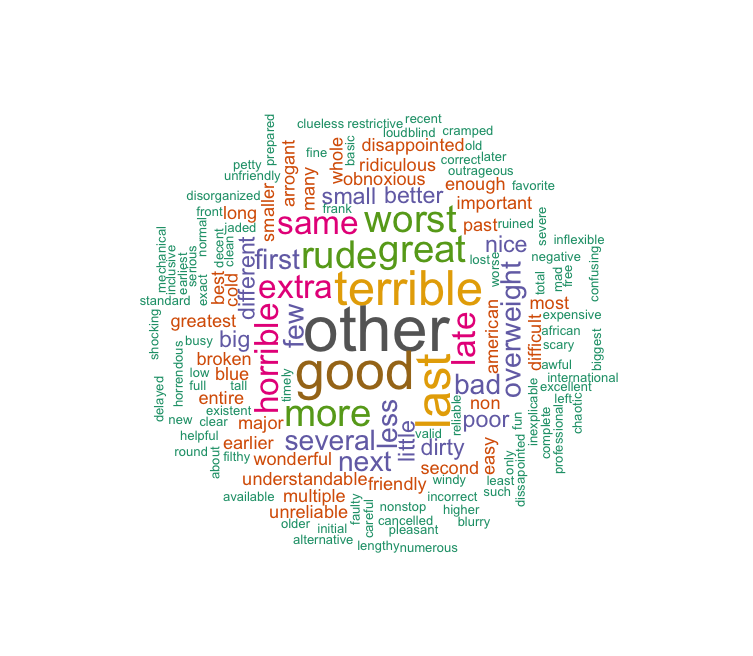 recent
clueless restrictive
loud blind
cramped
prepared
basic
whole
disappointed
old
fine
correct later
petty
arrogant
many
ridiculous
outrageous
unfriendly
obnoxious
enough
favorite
disorganized
smaller
small better
important
front long
frank
same worst
past ruined
severe
jaded
normal
decent
clean
different
first rude great
lost
nice
inflexible
mechanical
inclusive
earliest
serious
worse
negative
confusing
exact
best
cold
extra terrible
overweight
total
mad
free
standard
most
horrible
few
other
late
american
difficult
expensive
greatest
african
shocking
busy big
scary
biggest
broken
good
awful
horrendous
low blue
last
bad
international
full tall
timely
excellent
delayed
entire
non
left
existent
more
less
little
reliable
poor
fun
inexplicable
complete
professional
chaotic
new clear major
valid
helpful
earlier
several
dirty
easy
round
about
filthy wonderful next
second
only
understandable friendly
windy
least
such
dissapointed
available multiple
incorrect
unreliable
faulty
careful
nonstop
higher
older initial
cancelled
blurry
pleasant
alternative
lengthy numerous